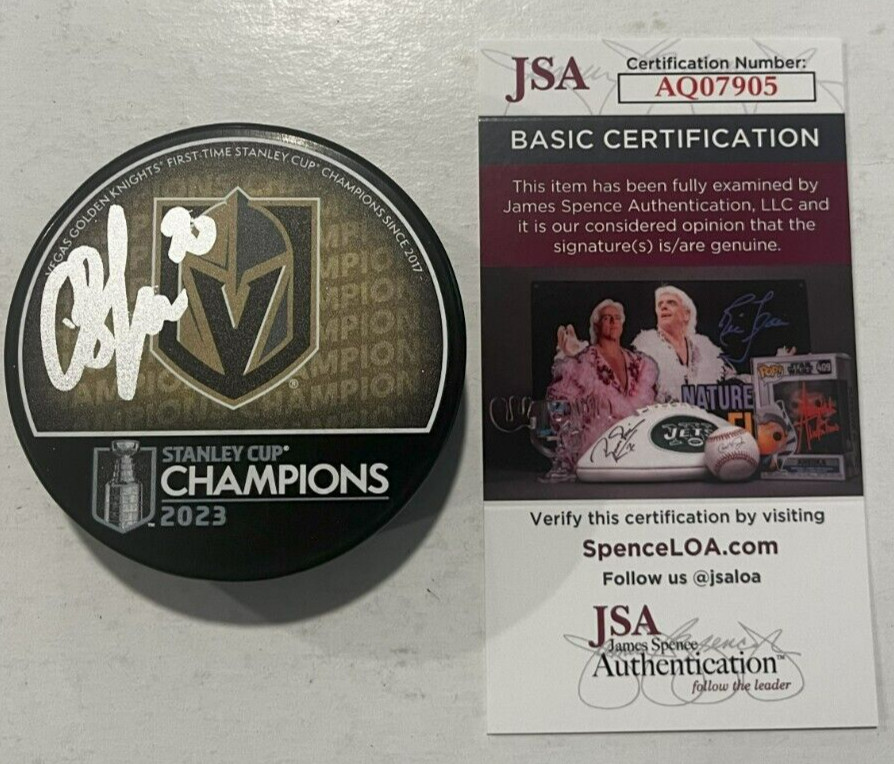 VEGAS GOLDEN KNIGHTS® FIRST-TIME STANLEY CUP® CHAMPIONS SINCE 2017
STANLEY CUP®
CHAMPIONS
2023
JSA
Certification Number:
AQ07905
BASIC CERTIFICATION
This item has been fully examined by
James Spence Authentication, LLC and
it is our considered opinion that the
signature(s) is/are genuine.
NATURE
JETS
Verify this certification by visiting
SpenceLOA.com
Follow us @jsaloa
JSA
James Spence
Authentication™
follow the leader